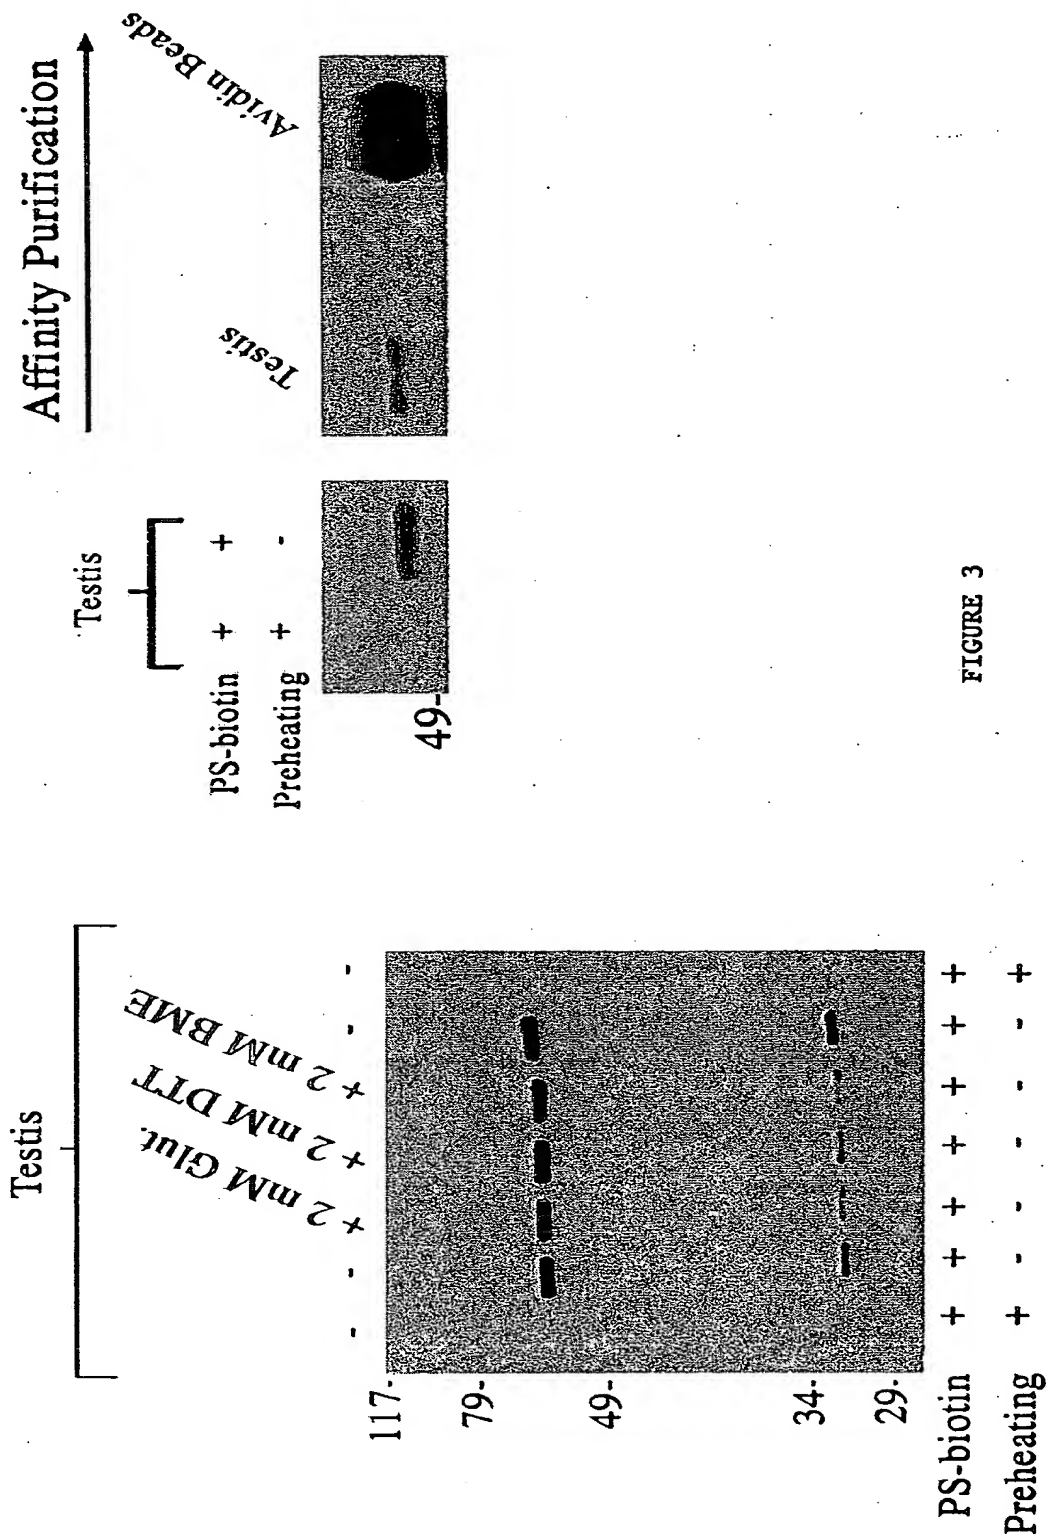 Testis
- - + 2 mM Glut. + 2 mM DTT + 2 mM BME - -
117-
79-
49-
34-
29-
PS-biotin + + + + + + +
Preheating + - - - - - +
Testis
PS-biotin + +
Preheating + -
49-
Affinity Purification
Testis
Avidin Beads
FIGURE 3